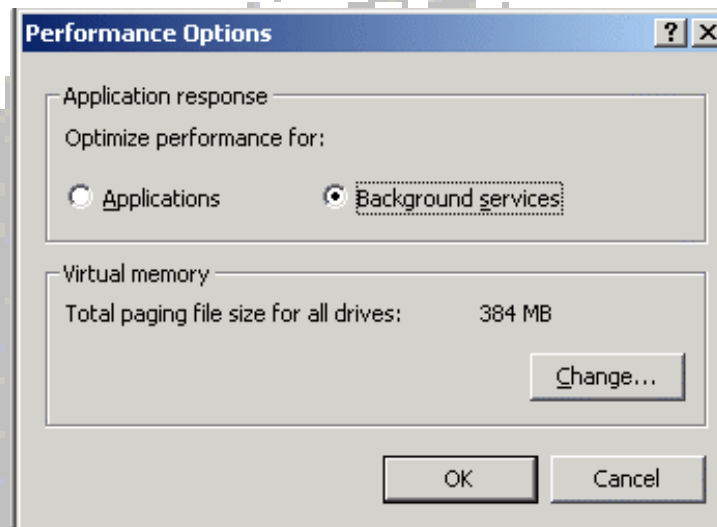 Performance Options
Application response
Optimize performance for:
Applications Background services
Virtual memory
Total paging file size for all drives: 384 MB
Change...
OK Cancel